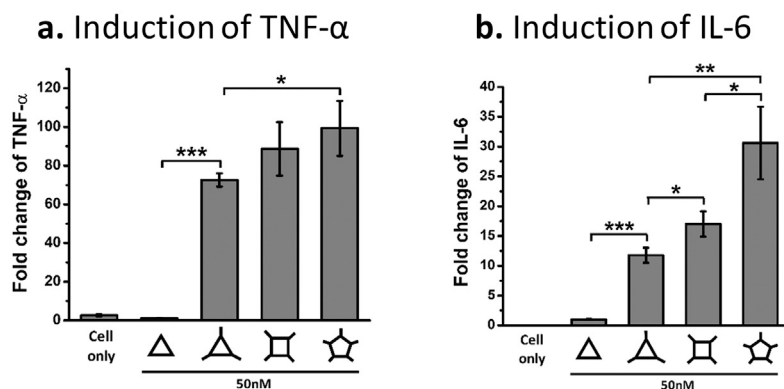 a. Induction of TNF-α
b. Induction of IL-6
Fold change of TNF-α
120
100
80
60
40
20
0
***
*
Cell
only
50nM
Fold change of IL-6
40
35
30
25
20
15
10
5
0
***
*
**
*
Cell
only
50nM